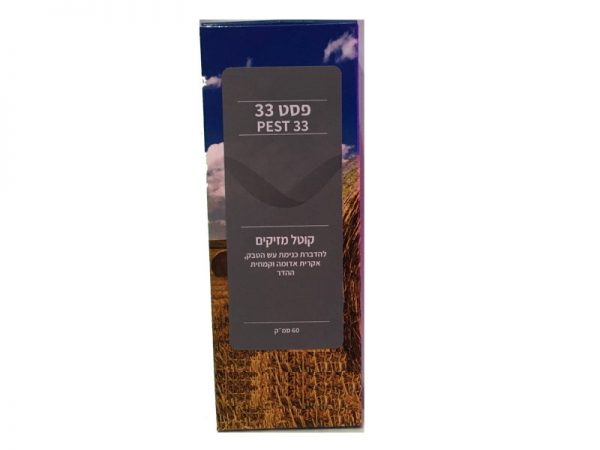 פסט 33
PEST 33
קוטל מזיקים
להדברת כנימת עש הטבק,
אקרית אדומה וקמחית
ההדר
60 סמ״ק